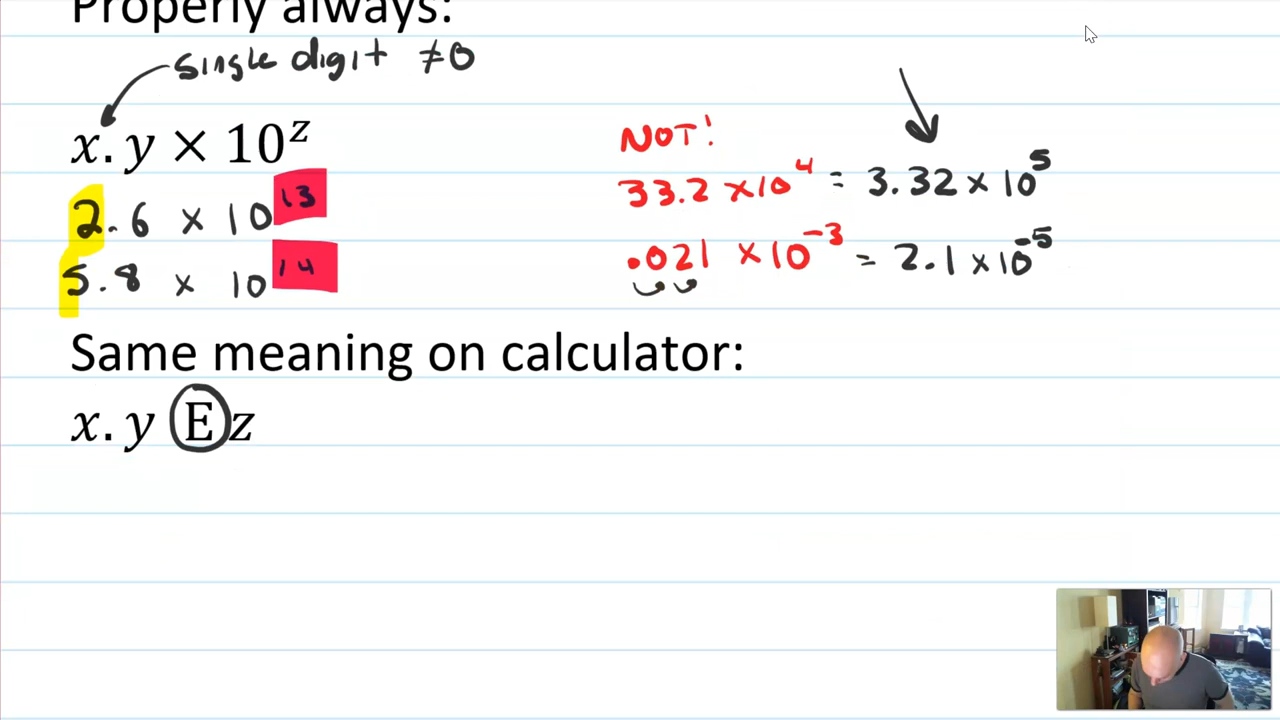 Properly always:
single digit ≠0
x.y × 10^z
2.6 × 10^13
5.8 × 10^14
NOT!
33.2 ×10^4 = 3.32 × 10^5
.021 ×10^-3 = 2.1 ×10^-5
Same meaning on calculator:
x.y E z